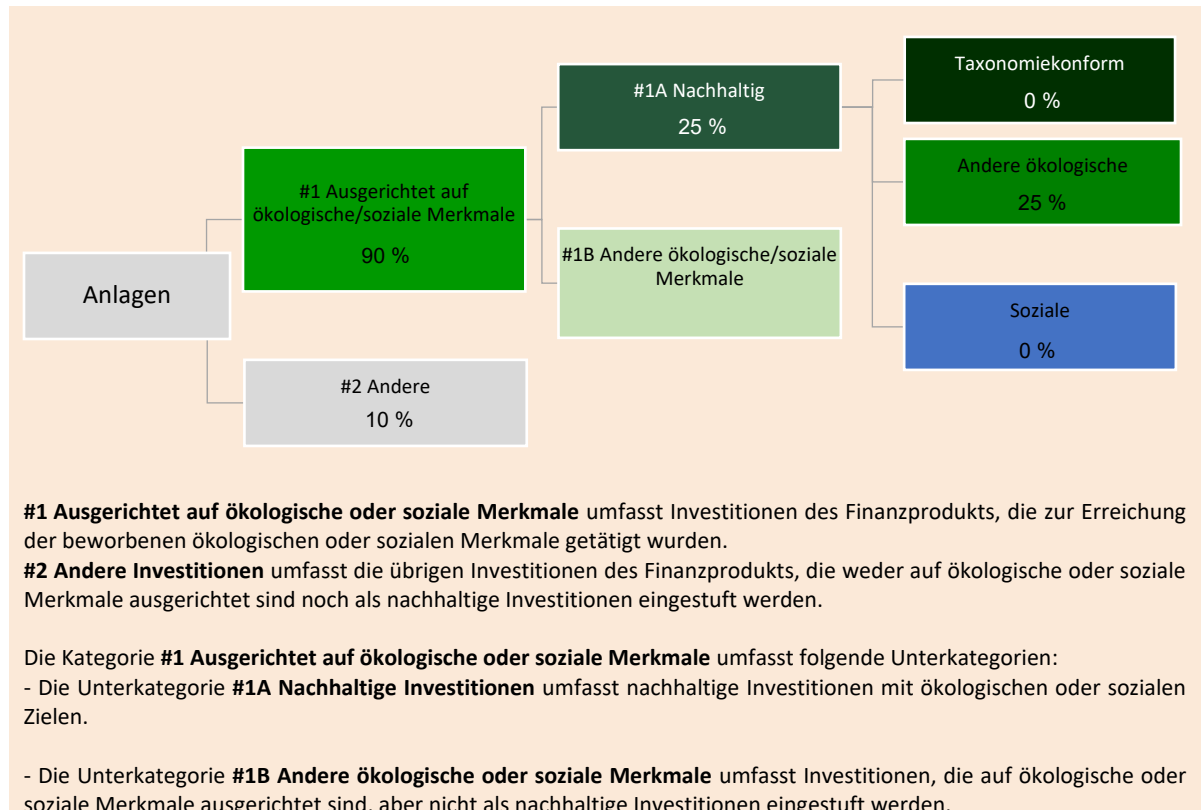 Taxonomiekonform
0 %
#1A Nachhaltig
25 %
Andere ökologische
25 %
#1 Ausgerichtet auf
ökologische/soziale Merkmale
90 %
#1B Andere ökologische/soziale
Merkmale
Anlagen
Soziale
0 %
#2 Andere
10 %
#1 Ausgerichtet auf ökologische oder soziale Merkmale umfasst Investitionen des Finanzprodukts, die zur Erreichung
der beworbenen ökologischen oder sozialen Merkmale getätigt wurden.
#2 Andere Investitionen umfasst die übrigen Investitionen des Finanzprodukts, die weder auf ökologische oder soziale
Merkmale ausgerichtet sind noch als nachhaltige Investitionen eingestuft werden.
Die Kategorie #1 Ausgerichtet auf ökologische oder soziale Merkmale umfasst folgende Unterkategorien:
- Die Unterkategorie #1A Nachhaltige Investitionen umfasst nachhaltige Investitionen mit ökologischen oder sozialen
Zielen.
- Die Unterkategorie #1B Andere ökologische oder soziale Merkmale umfasst Investitionen, die auf ökologische oder
soziale Merkmale ausgerichtet sind, aber nicht als nachhaltige Investitionen eingestuft werden.